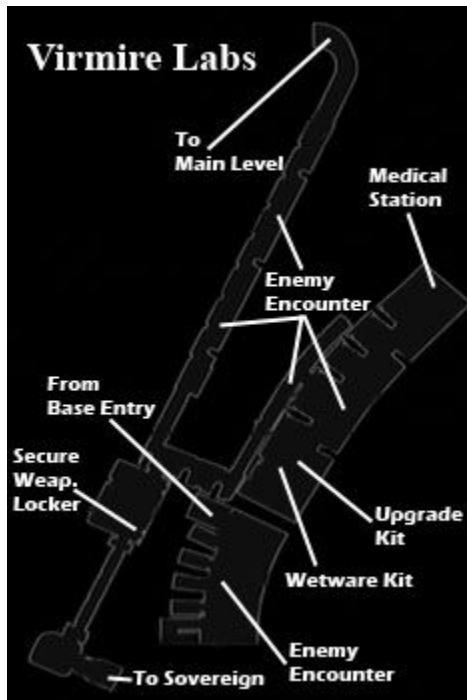 Virmire Labs
To
Main Level
Medical
Station
Enemy
Encounter
From
Base Entry
Secure
Weap.
Locker
Upgrade
Kit
Wetware Kit
Enemy
Encounter
To Sovereign